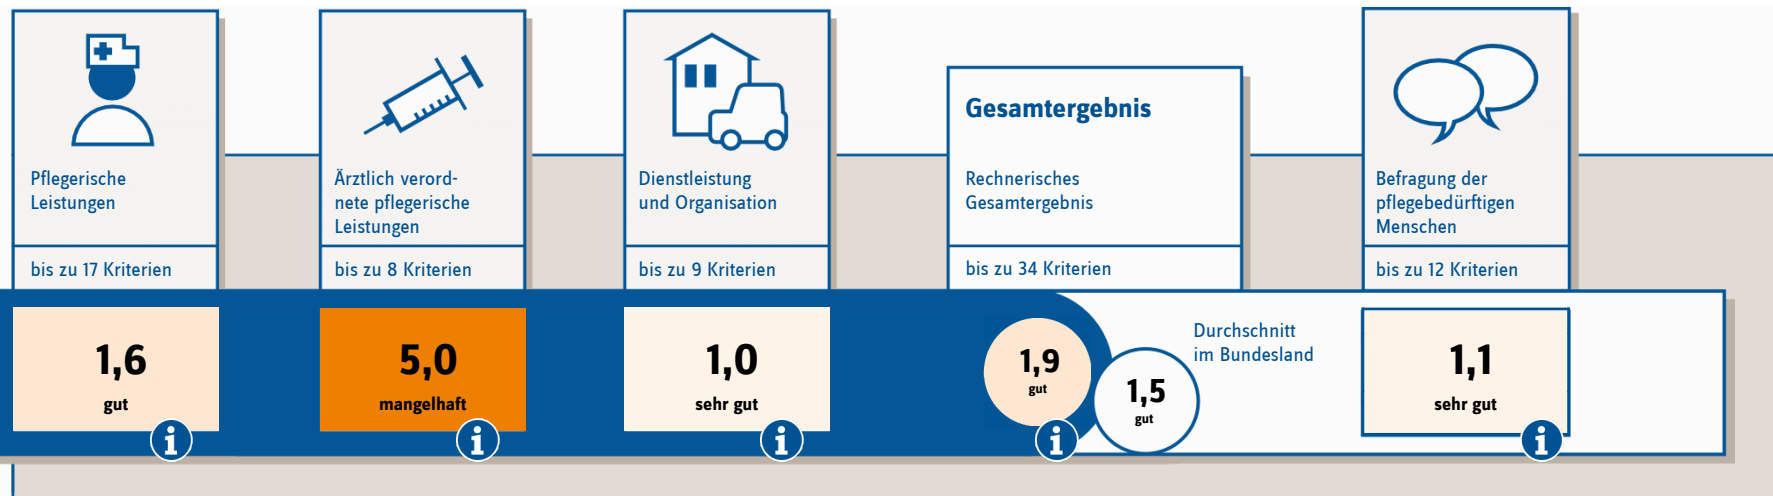 Pflegerische
Leistungen
bis zu 17 Kriterien
1,6
gut
i
Ärztlich verord-
nete pflegerische
Leistungen
bis zu 8 Kriterien
5,0
mangelhaft
i
Dienstleistung
und Organisation
bis zu 9 Kriterien
1,0
sehr gut
i
Gesamtergebnis
Rechnerisches
Gesamtergebnis
bis zu 34 Kriterien
1,9
gut
i
Durchschnitt
im Bundesland
1,5
gut
Befragung der
pflegebedürftigen
Menschen
bis zu 12 Kriterien
1,1
sehr gut
i